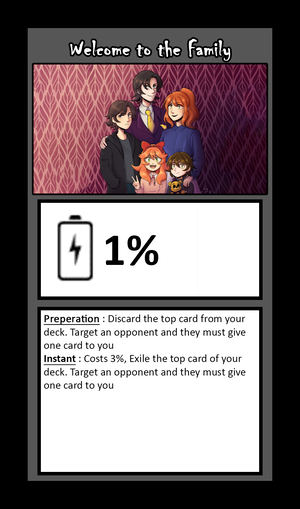 Welcome to the Family
1%
Preperation : Discard the top card from your
deck. Target an opponent and they must give
one card to you
Instant : Costs 3%, Exile the top card of your
deck. Target an opponent and they must give
one card to you